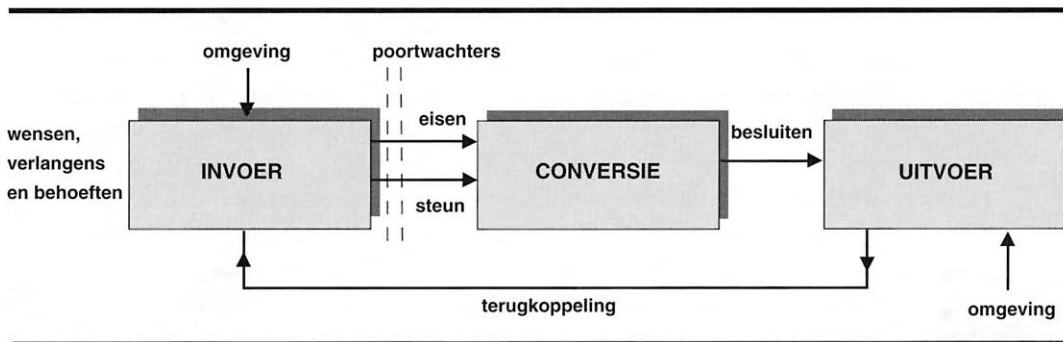 omgeving
poortwachters
wensen,
verlangens
en behoeften
INVOER
eisen
steun
CONVERSIE
besluiten
UITVOER
terugkoppeling
omgeving